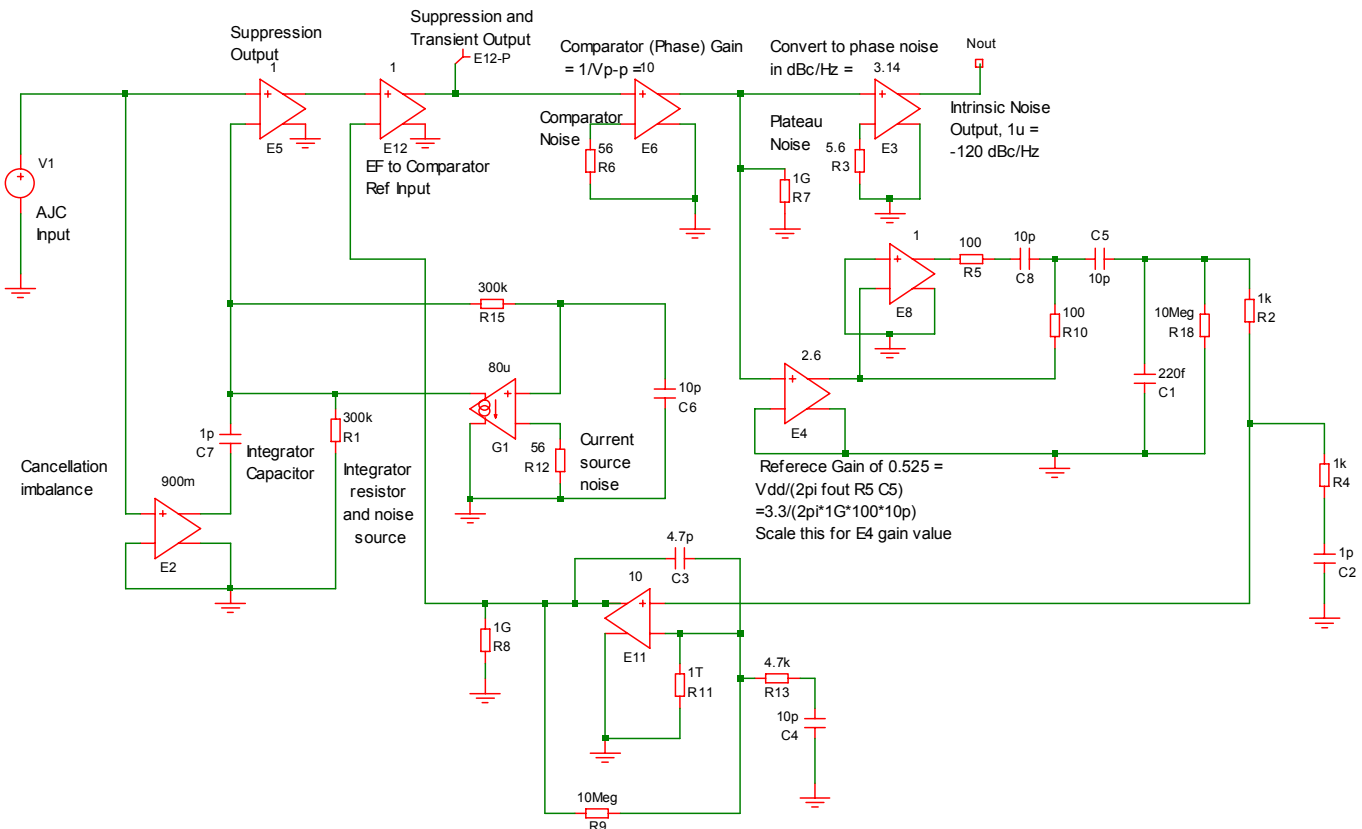 Suppression
Output
1
E5
Suppression and
Transient Output
E12-P
1
E12
EF to Comparator
Ref Input
Comparator (Phase) Gain
= 1/Vp-p =
10
E6
Comparator
Noise
56
R6
Convert to phase noise
in dBc/Hz =
3.14
E3
Nout
Intrinsic Noise
Output, 1u =
-120 dBc/Hz
Plateau
Noise
5.6
R3
1G
R7
V1
AJC
Input
1
E8
100
R5
10p
C8
C5
10p
100
R10
10Meg
R18
220f
C1
1k
R2
1k
R4
1p
C2
2.6
E4
Referece Gain of 0.525 =
Vdd/(2pi fout R5 C5)
=3.3/(2pi*1G*100*10p)
Scale this for E4 gain value
300k
R15
80u
G1
10p
C6
56
R12
Current
source
noise
300k
R1
1p
C7
Integrator
Capacitor
Integrator
resistor
and noise
source
Cancellation
imbalance
900m
E2
4.7p
C3
10
E11
1G
R8
1T
R11
4.7k
R13
10p
C4
10Meg
R9